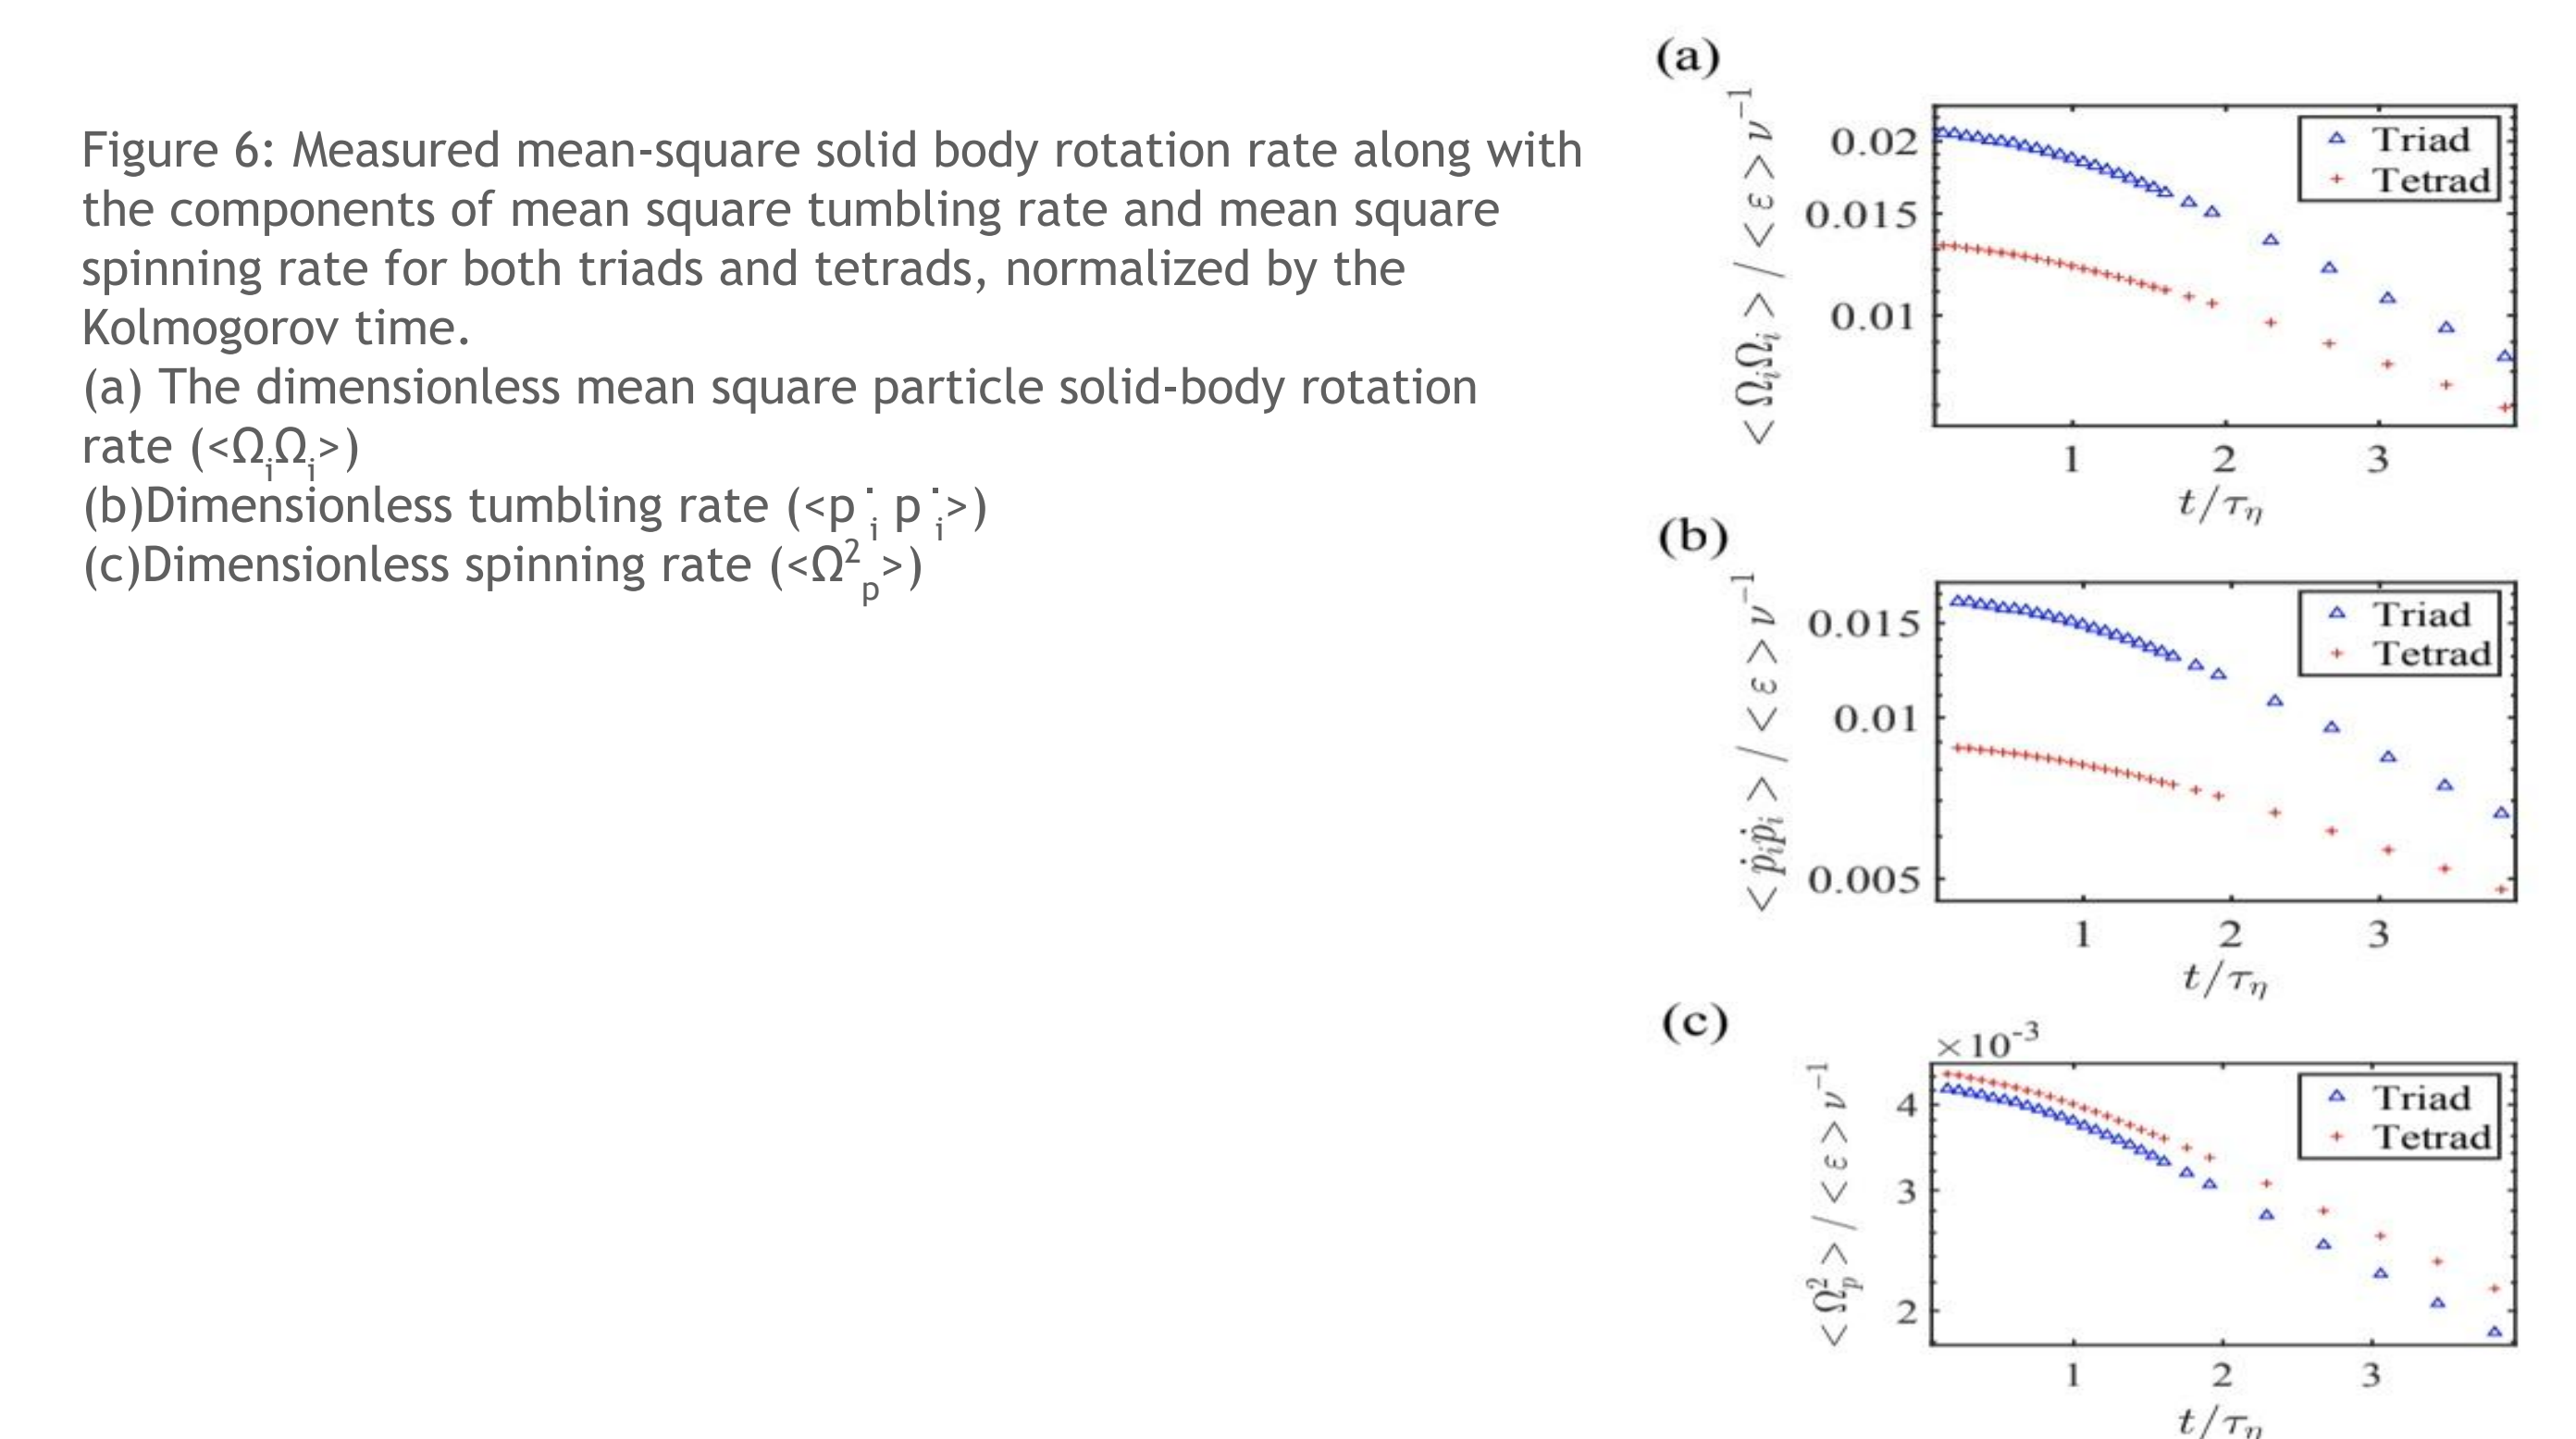 Figure 6: Measured mean-square solid body rotation rate along with
the components of mean square tumbling rate and mean square
spinning rate for both triads and tetrads, normalized by the
Kolmogorov time.
(a) The dimensionless mean square particle solid-body rotation
rate (<ΩᵢΩᵢ>)
(b)Dimensionless tumbling rate (<p˙ᵢ p˙ᵢ>)
(c)Dimensionless spinning rate (<Ω²ₚ>)
(a)
< ΩᵢΩᵢ > / < ε > ν⁻¹
0.02
0.015
0.01
Triad
Tetrad
1 2 3
t/τη
(b)
< ṗᵢṗᵢ > / < ε > ν⁻¹
0.015
0.01
0.005
Triad
Tetrad
1 2 3
t/τη
(c)
×10⁻³
< Ω²ₚ > / < ε > ν⁻¹
4
3
2
Triad
Tetrad
1 2 3
t/τη